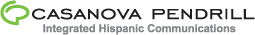 CASANOVA PENDRILL
Integrated Hispanic Communications